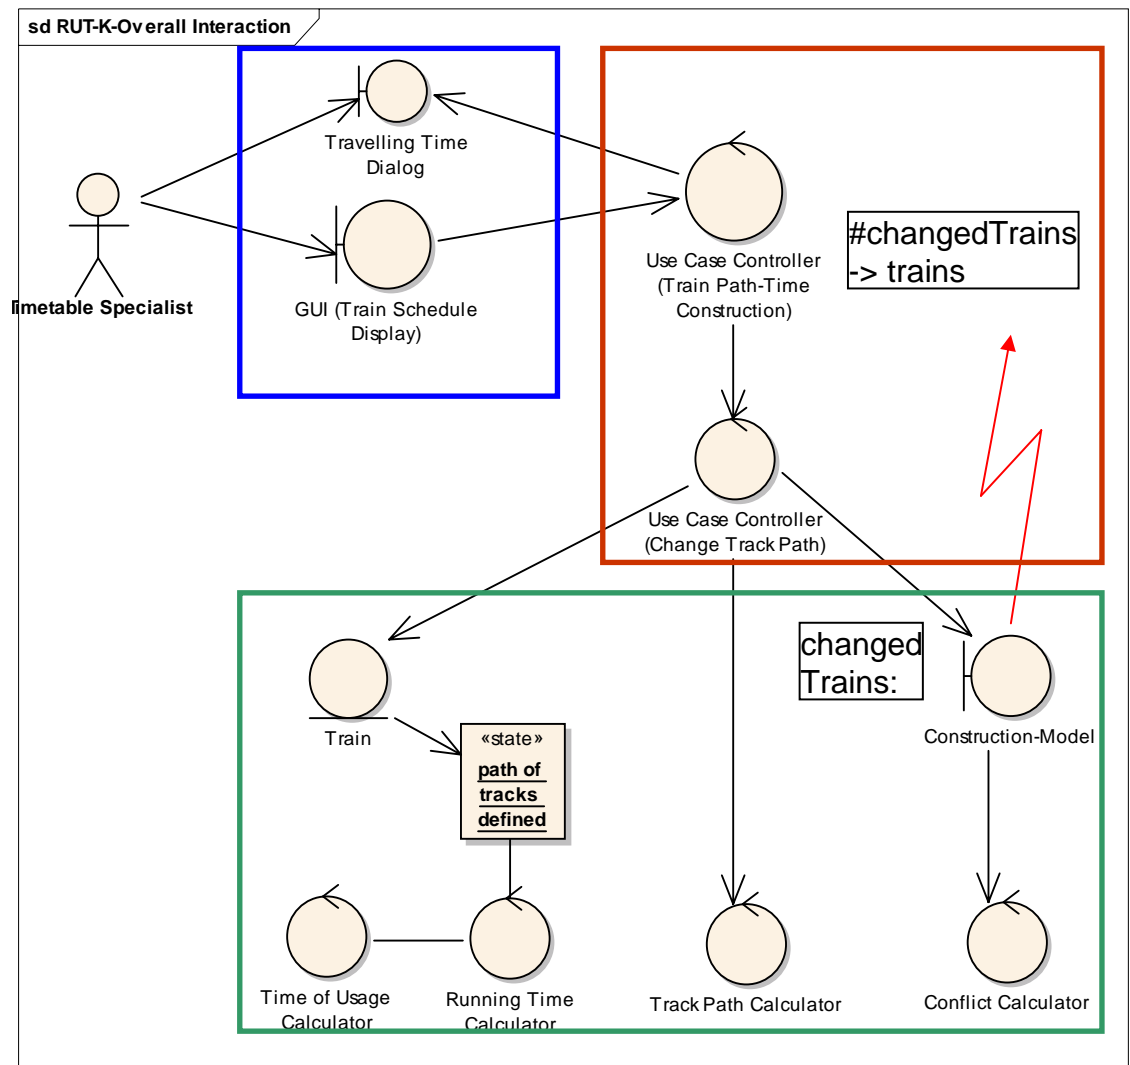 sd RUT-K-Overall Interaction
Travelling Time
Dialog
imetable Specialist
GUI (Train Schedule
Display)
Use Case Controller
(Train Path-Time
Construction)
#changedTrains
-> trains
Use Case Controller
(Change Track Path)
changed
Trains:
Train
«state»
path of
tracks
defined
Construction-Model
Time of Usage
Calculator
Running Time
Calculator
Track Path Calculator
Conflict Calculator